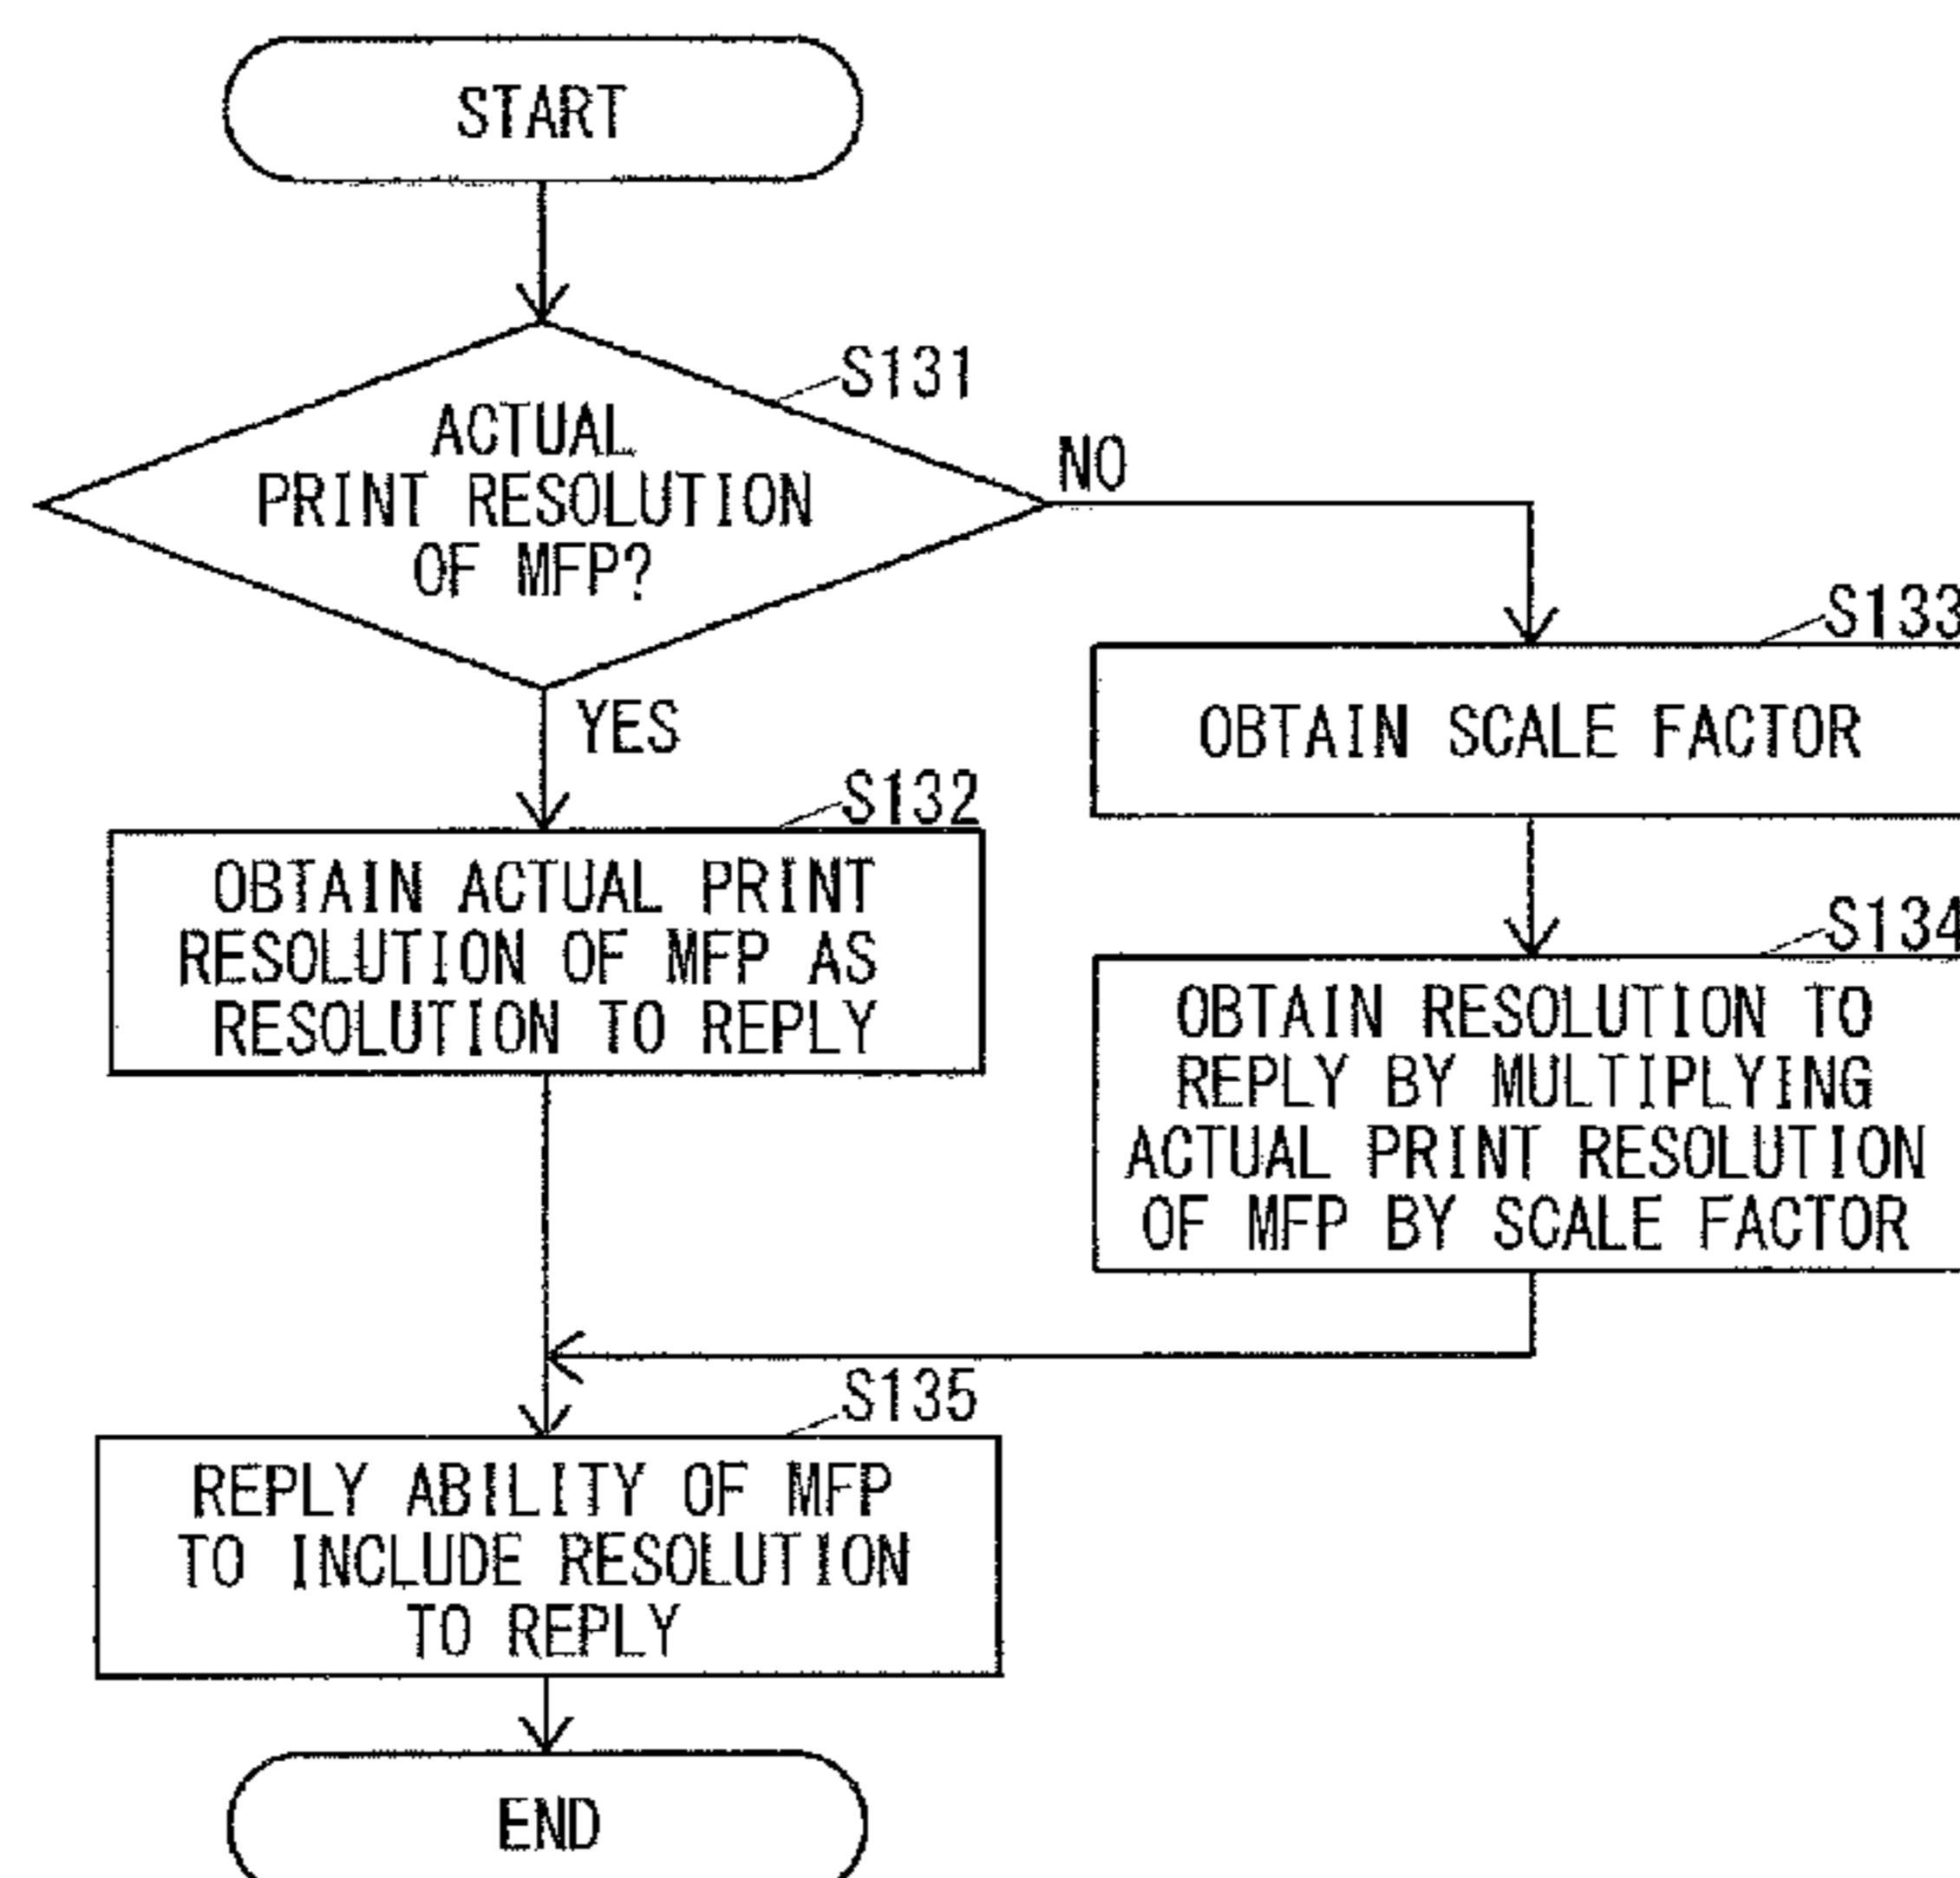 START
S131
ACTUAL
PRINT RESOLUTION
OF MFP?
NO
YES
S133
OBTAIN SCALE FACTOR
S132
OBTAIN ACTUAL PRINT
RESOLUTION OF MFP AS
RESOLUTION TO REPLY
S134
OBTAIN RESOLUTION TO
REPLY BY MULTIPLYING
ACTUAL PRINT RESOLUTION
OF MFP BY SCALE FACTOR
S135
REPLY ABILITY OF MFP
TO INCLUDE RESOLUTION
TO REPLY
END